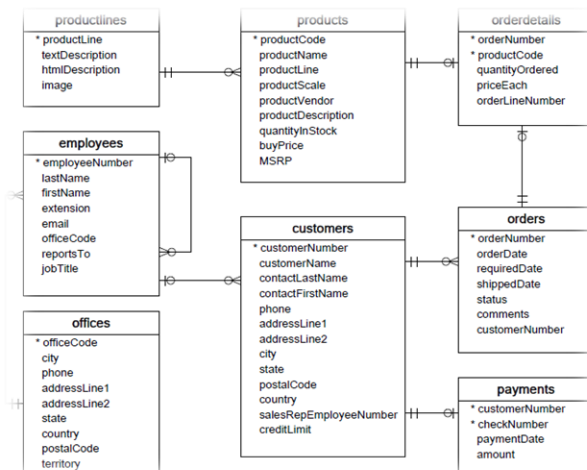 productlines
* productLine
textDescription
htmlDescription
image
products
* productCode
productName
productLine
productScale
productVendor
productDescription
quantityInStock
buyPrice
MSRP
orderdetails
* orderNumber
* productCode
quantityOrdered
priceEach
orderLineNumber
employees
* employeeNumber
lastName
firstName
extension
email
officeCode
reportsTo
jobTitle
customers
* customerNumber
customerName
contactLastName
contactFirstName
phone
addressLine1
addressLine2
city
state
postalCode
country
salesRepEmployeeNumber
creditLimit
orders
* orderNumber
orderDate
requiredDate
shippedDate
status
comments
customerNumber
offices
* officeCode
city
phone
addressLine1
addressLine2
state
country
postalCode
territory
payments
* customerNumber
* checkNumber
paymentDate
amount